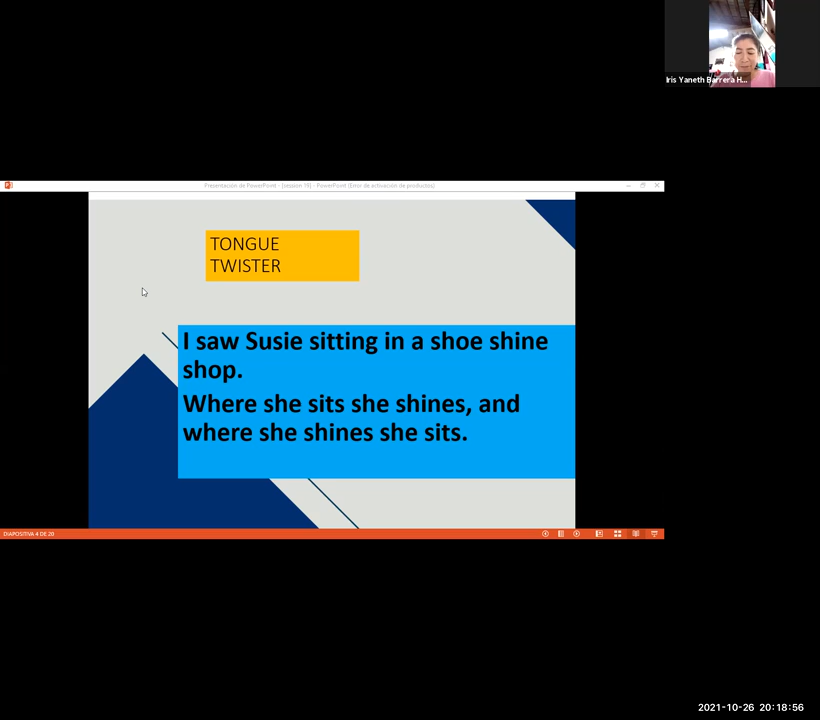 Iris Yaneth Barrera H...
Presentación de PowerPoint - [session 16] - PowerPoint (Error de activación de productos)
TONGUE
TWISTER
I saw Susie sitting in a shoe shine
shop.
Where she sits she shines, and
where she shines she sits.
DIAPOSITIVA 4 DE 20
2021-10-26 20:18:56